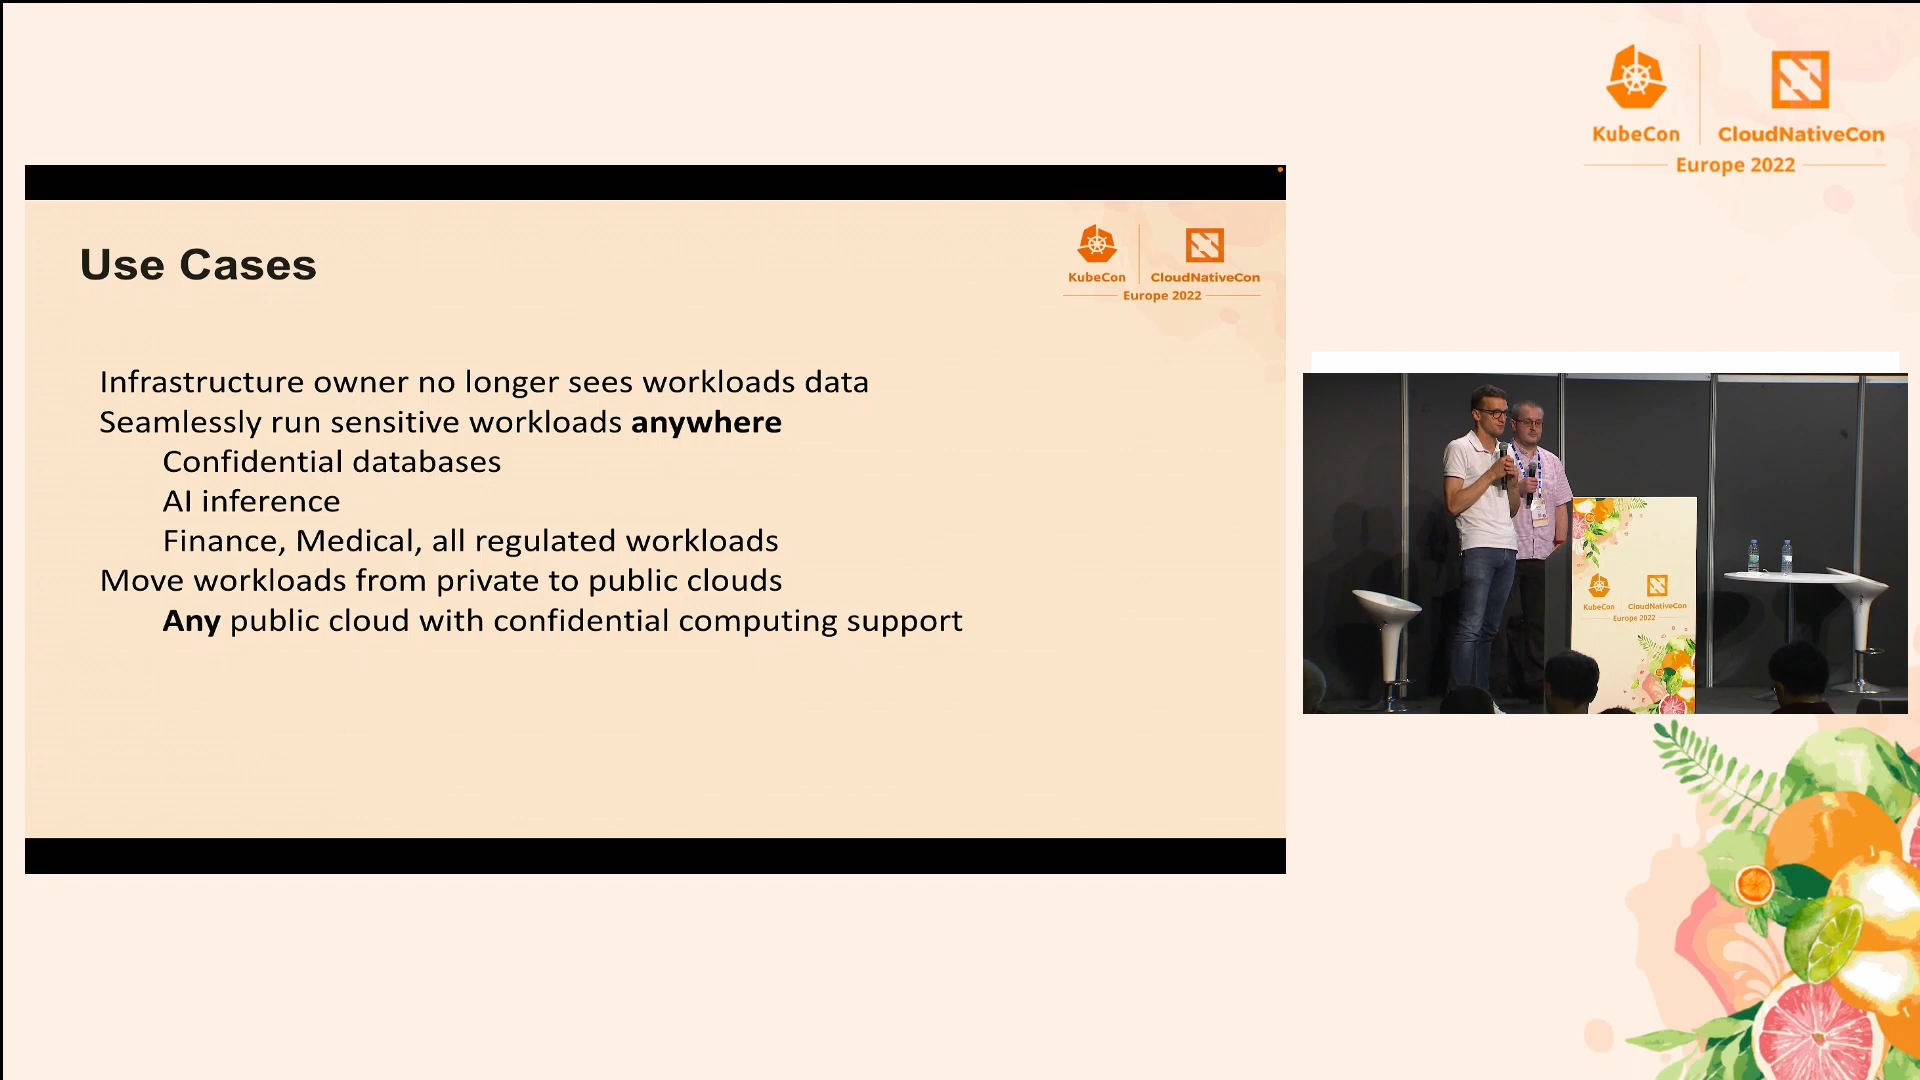 KubeCon
CloudNativeCon
Europe 2022
Use Cases
KubeCon
CloudNativeCon
Europe 2022
Infrastructure owner no longer sees workloads data
Seamlessly run sensitive workloads anywhere
Confidential databases
AI inference
Finance, Medical, all regulated workloads
Move workloads from private to public clouds
Any public cloud with confidential computing support
KubeCon
CloudNativeCon
Europe 2022